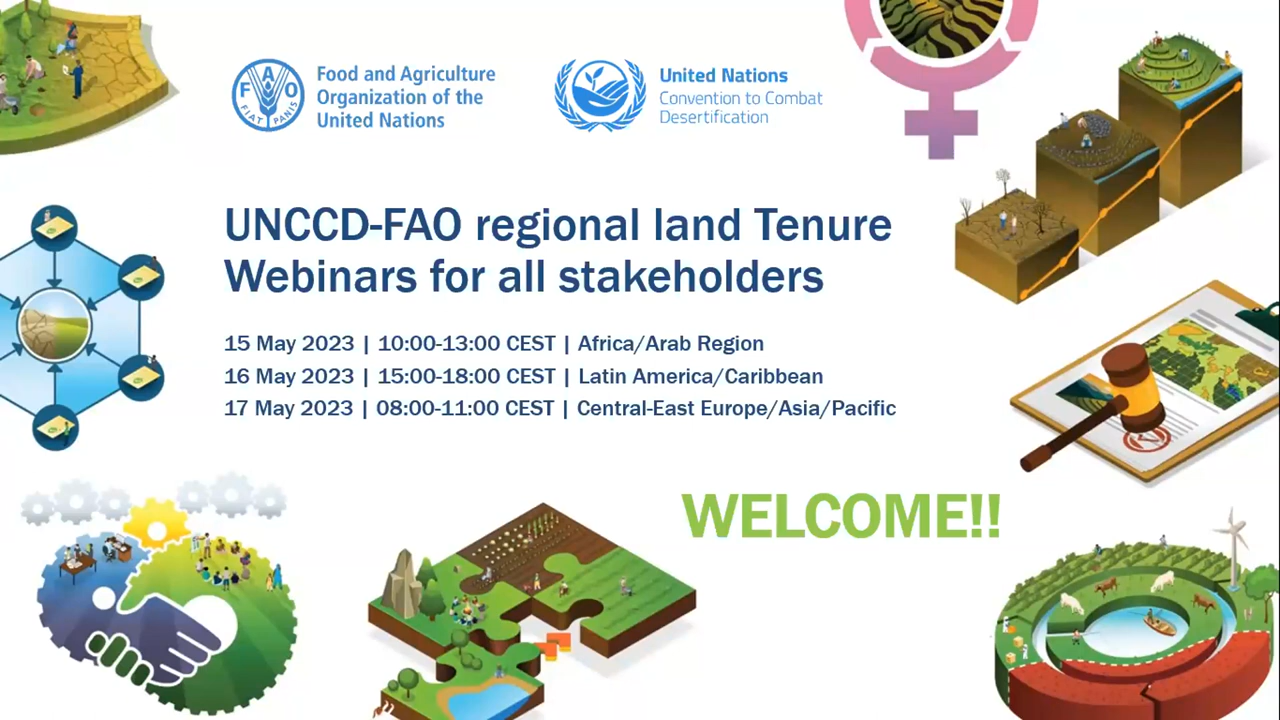 FAO
FIAT PANIS
Food and Agriculture
Organization of the
United Nations
United Nations
Convention to Combat
Desertification
UNCCD-FAO regional land Tenure
Webinars for all stakeholders
15 May 2023 | 10:00-13:00 CEST | Africa/Arab Region
16 May 2023 | 15:00-18:00 CEST | Latin America/Caribbean
17 May 2023 | 08:00-11:00 CEST | Central-East Europe/Asia/Pacific
WELCOME!!